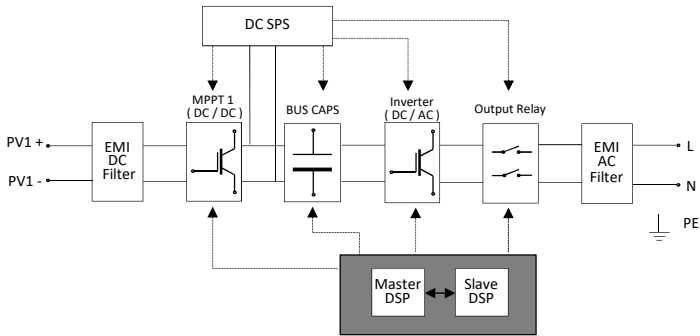 DC SPS
MPPT 1
( DC / DC )
BUS CAPS
Inverter
( DC / AC )
Output Relay
PV1 +
PV1 -
EMI
DC
Filter
EMI
AC
Filter
L
N
PE
Master
DSP
Slave
DSP